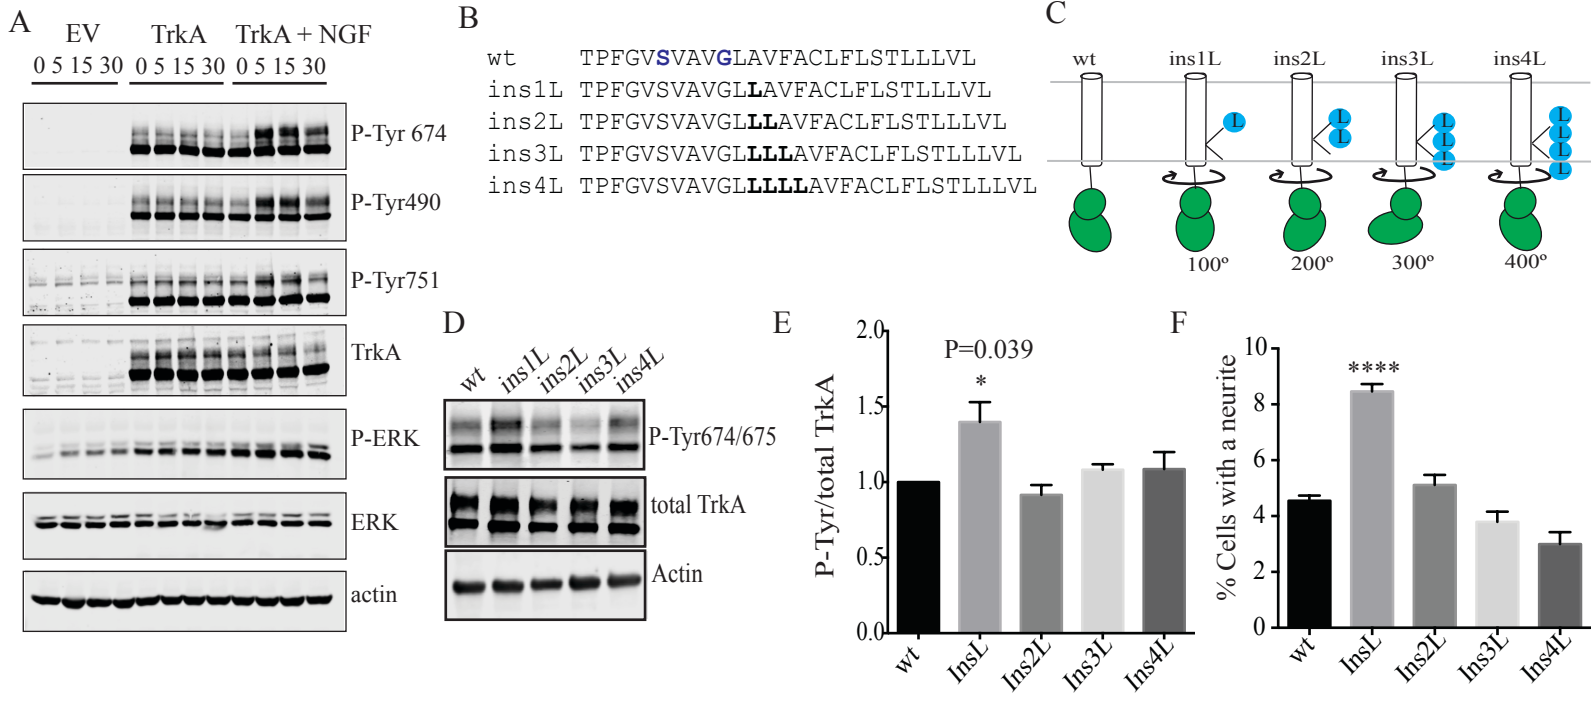 A
EV TrkA TrkA + NGF
0 5 15 30 0 5 15 30 0 5 15 30
P-Tyr 674
P-Tyr490
P-Tyr751
TrkA
P-ERK
ERK
actin
B
wt TPFGVSVAVGLAVFACLFLSTLLLVL
ins1L TPFGVSVAVGLLAVFACLFLSTLLLVL
ins2L TPFGVSVAVGLLLAVFACLFLSTLLLVL
ins3L TPFGVSVAVGLLLLAVFACLFLSTLLLVL
ins4L TPFGVSVAVGLLLLLAVFACLFLSTLLLVL
C
wt ins1L ins2L ins3L ins4L
L
L
L
L
L
L
L
L
L
L
100º 200º 300º 400º
D
wt ins1L ins2L ins3L ins4L
P-Tyr674/675
total TrkA
Actin
E
P-Tyr/total TrkA
2.0
1.5
1.0
0.5
0.0
P=0.039
*
wt InsL Ins2L Ins3L Ins4L
F
% Cells with a neurite
10
8
6
4
2
0
****
wt InsL Ins2L Ins3L Ins4L